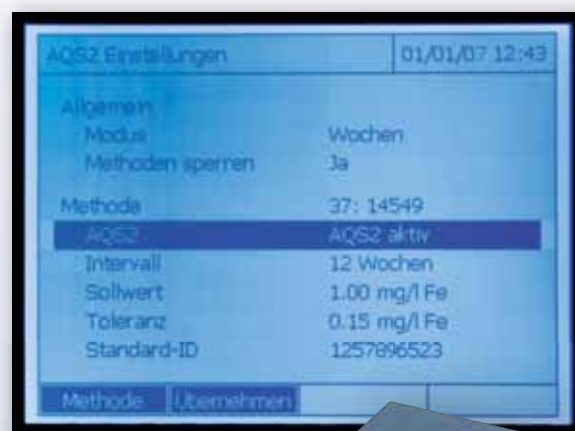 AQS2 Einstellungen 01/01/07 12:43
Allgemein
Modus Wochen
Methoden sperren Ja
Methode 37: 14549
AQS2 AQS2 aktiv
Intervall 12 Wochen
Sollwert 1.00 mg/l Fe
Toleranz 0.15 mg/l Fe
Standard-ID 1257896523
Methode Übernehmen